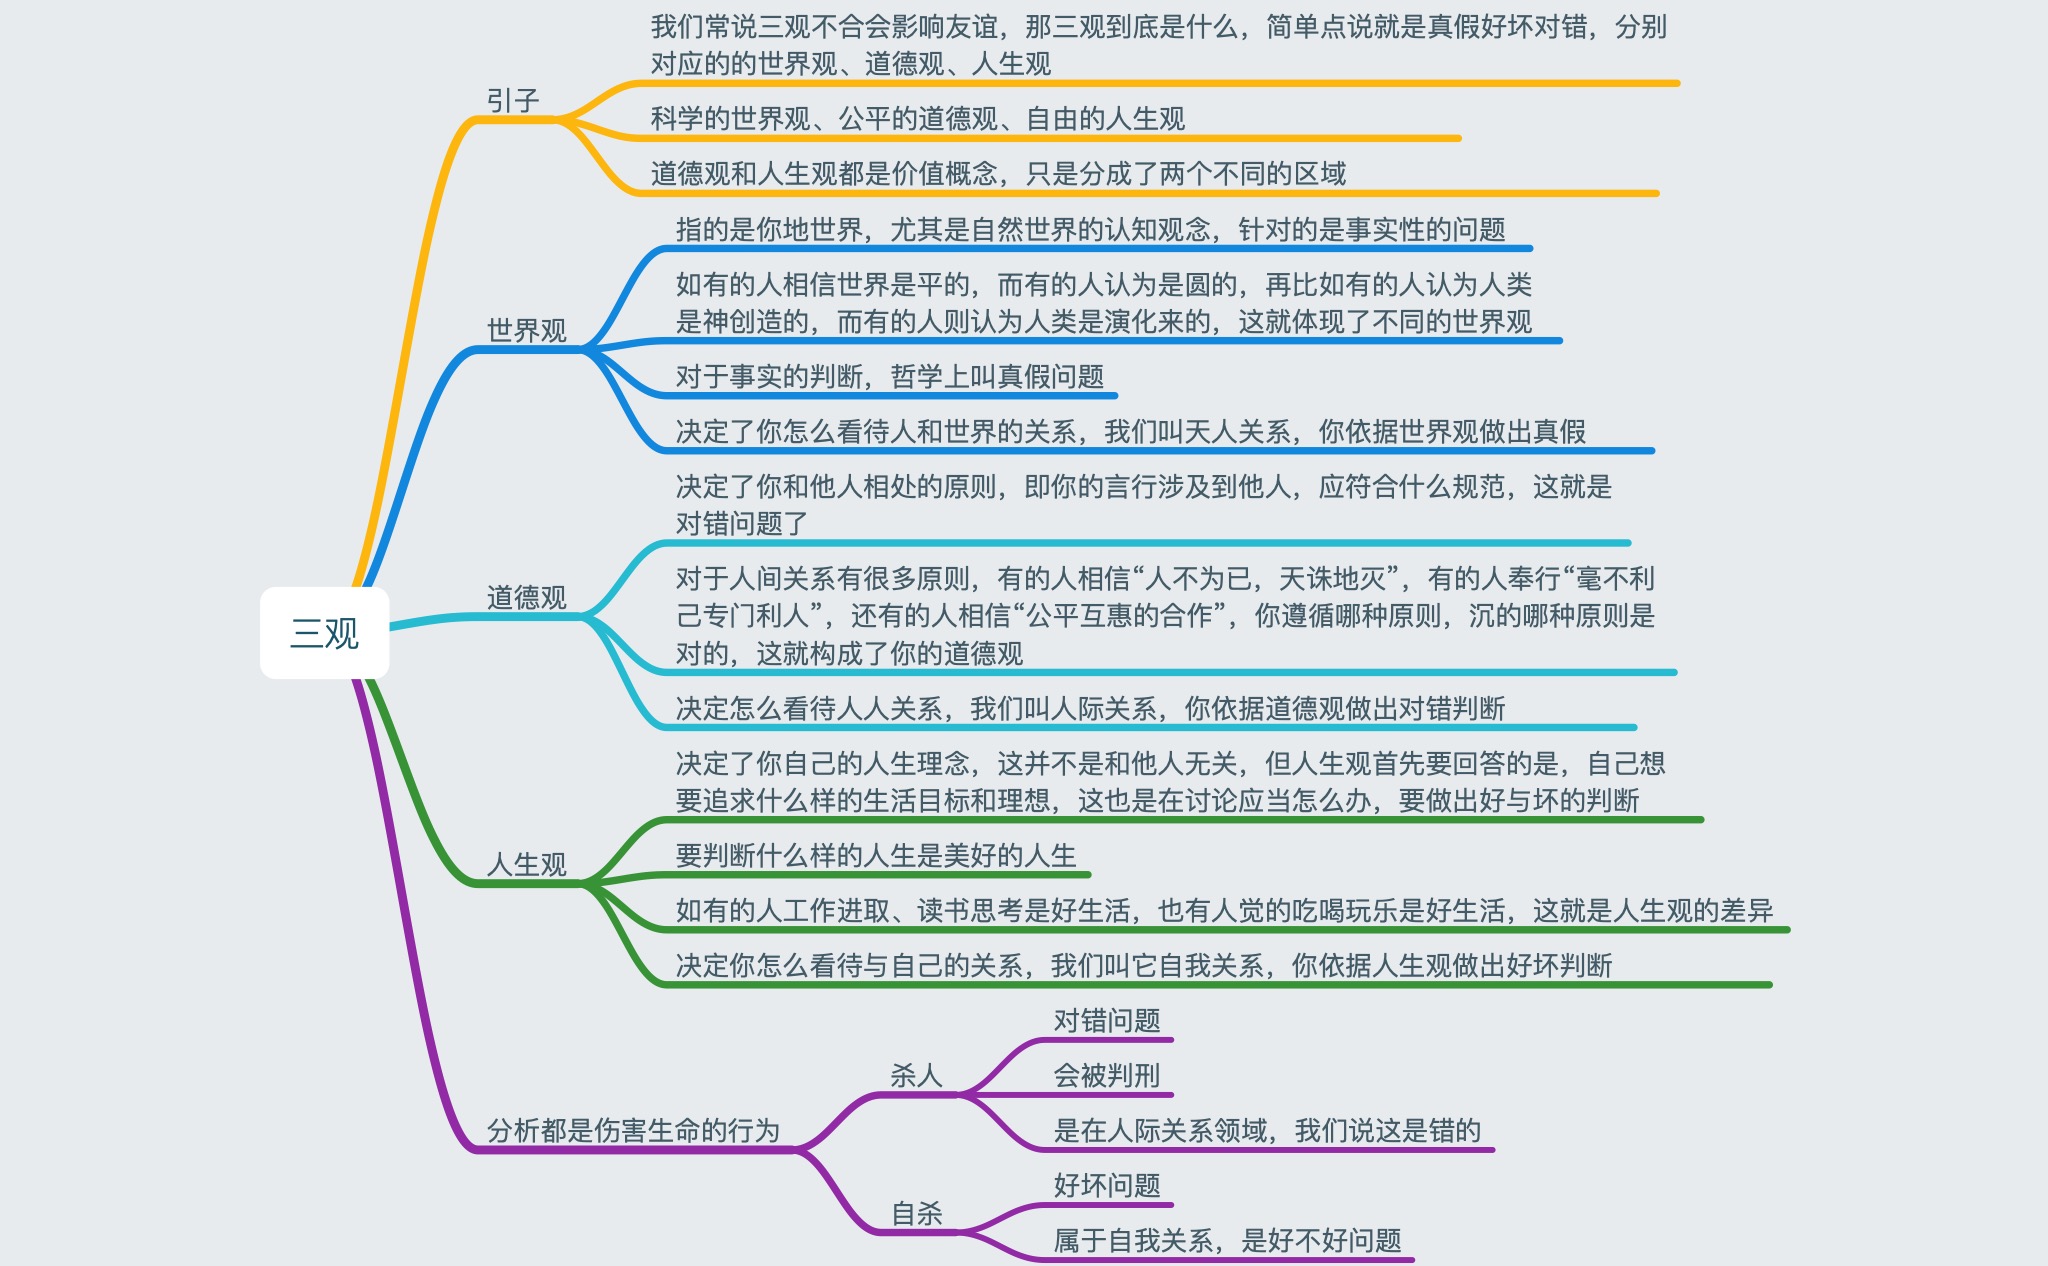 我们常说三观不合会影响友谊，那三观到底是什么，简单点说就是真假好坏对错，分别
对应的的世界观、道德观、人生观
引子
科学的世界观、公平的道德观、自由的人生观
道德观和人生观都是价值概念，只是分成了两个不同的区域
指的是你地世界，尤其是自然世界的认知观念，针对的是事实性的问题
如有的人相信世界是平的，而有的人认为是圆的，再比如有的人认为人类
是神创造的，而有的人则认为人类是演化来的，这就体现了不同的世界观
世界观
对于事实的判断，哲学上叫真假问题
决定了你怎么看待人和世界的关系，我们叫天人关系，你依据世界观做出真假
决定了你和他人相处的原则，即你的言行涉及到他人，应符合什么规范，这就是
对错问题了
道德观
对于人间关系有很多原则，有的人相信“人不为已，天诛地灭”，有的人奉行“毫不利
己专门利人”，还有的人相信“公平互惠的合作”，你遵循哪种原则，沉的哪种原则是
对的，这就构成了你的道德观
三观
决定怎么看待人人关系，我们叫人际关系，你依据道德观做出对错判断
决定了你自己的人生理念，这并不是和他人无关，但人生观首先要回答的是，自己想
要追求什么样的生活目标和理想，这也是在讨论应当怎么办，要做出好与坏的判断
人生观
要判断什么样的人生是美好的人生
如有的人工作进取、读书思考是好生活，也有人觉的吃喝玩乐是好生活，这就是人生观的差异
决定你怎么看待与自己的关系，我们叫它自我关系，你依据人生观做出好坏判断
对错问题
杀人
会被判刑
分析都是伤害生命的行为
是在人际关系领域，我们说这是错的
好坏问题
自杀
属于自我关系，是好不好问题